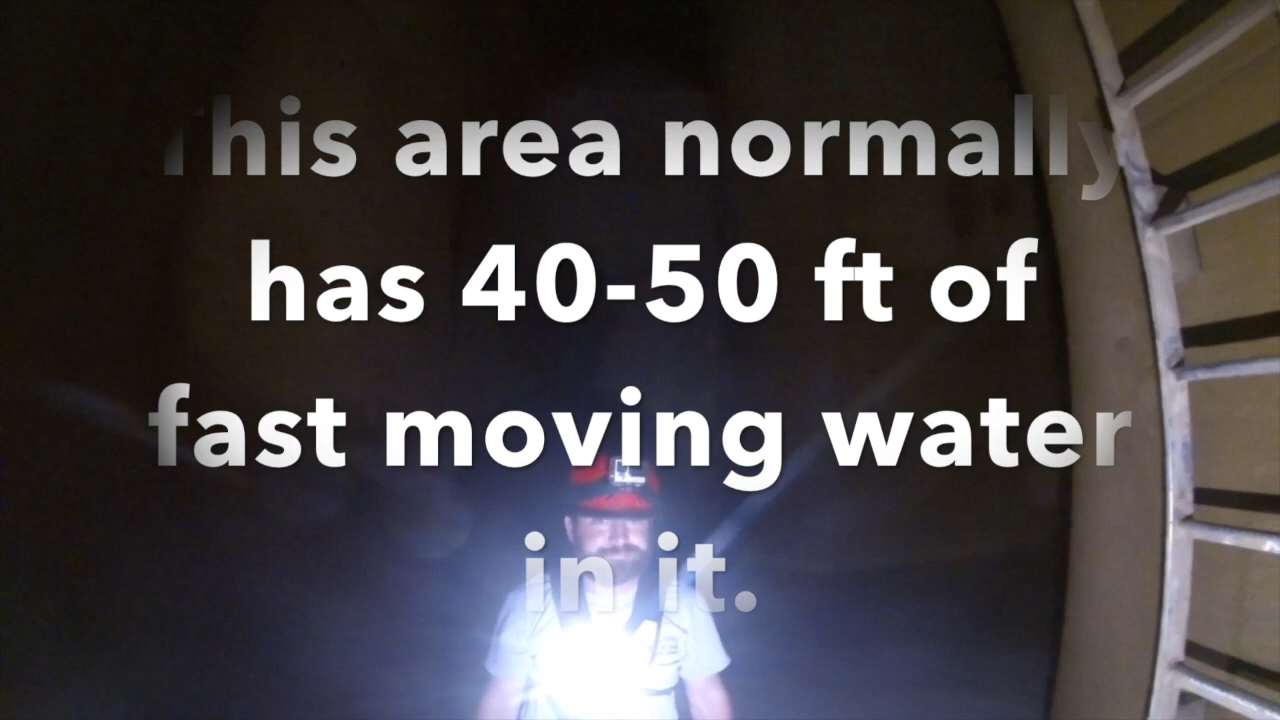 This area normally
has 40-50 ft of
fast moving water
in it.